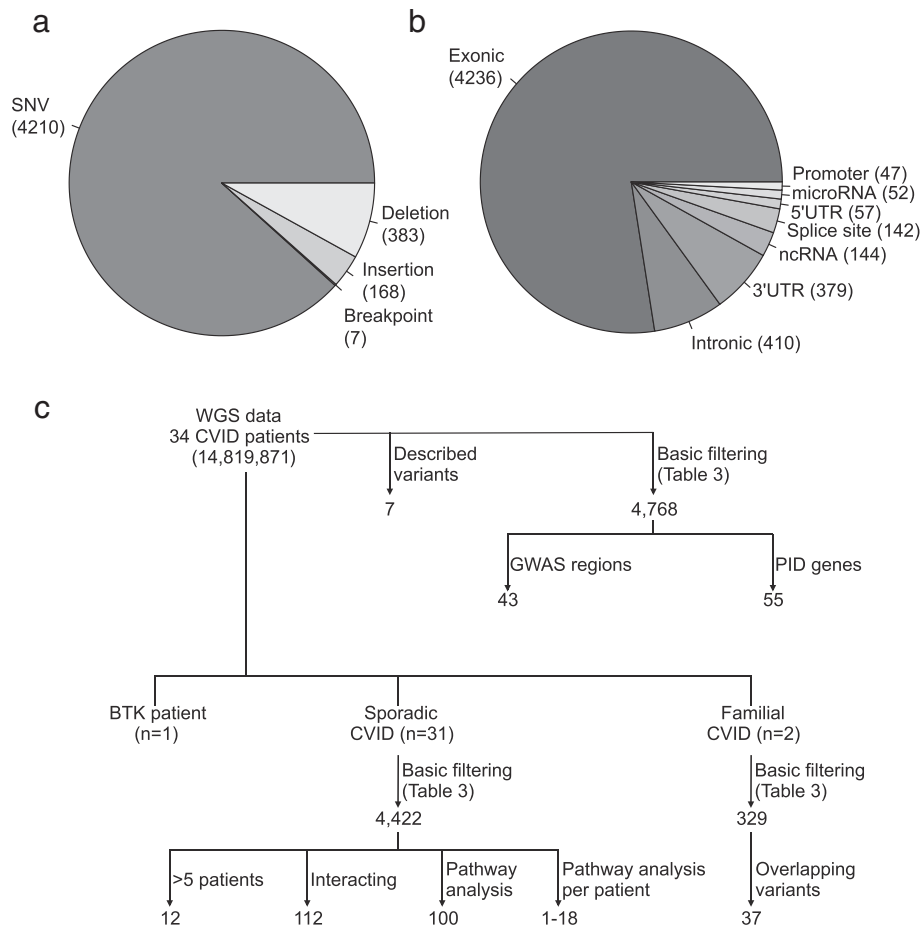 a
SNV
(4210)
Deletion
(383)
Insertion
(168)
Breakpoint
(7)
b
Exonic
(4236)
Promoter (47)
microRNA (52)
5'UTR (57)
Splice site (142)
ncRNA (144)
3'UTR (379)
Intronic (410)
c
WGS data
34 CVID patients
(14,819,871)
Described
variants
7
Basic filtering
(Table 3)
4,768
GWAS regions
43
PID genes
55
BTK patient
(n=1)
Sporadic
CVID (n=31)
Familial
CVID (n=2)
Basic filtering
(Table 3)
4,422
Basic filtering
(Table 3)
329
>5 patients
12
Interacting
112
Pathway
analysis
100
Pathway analysis
per patient
1-18
Overlapping
variants
37